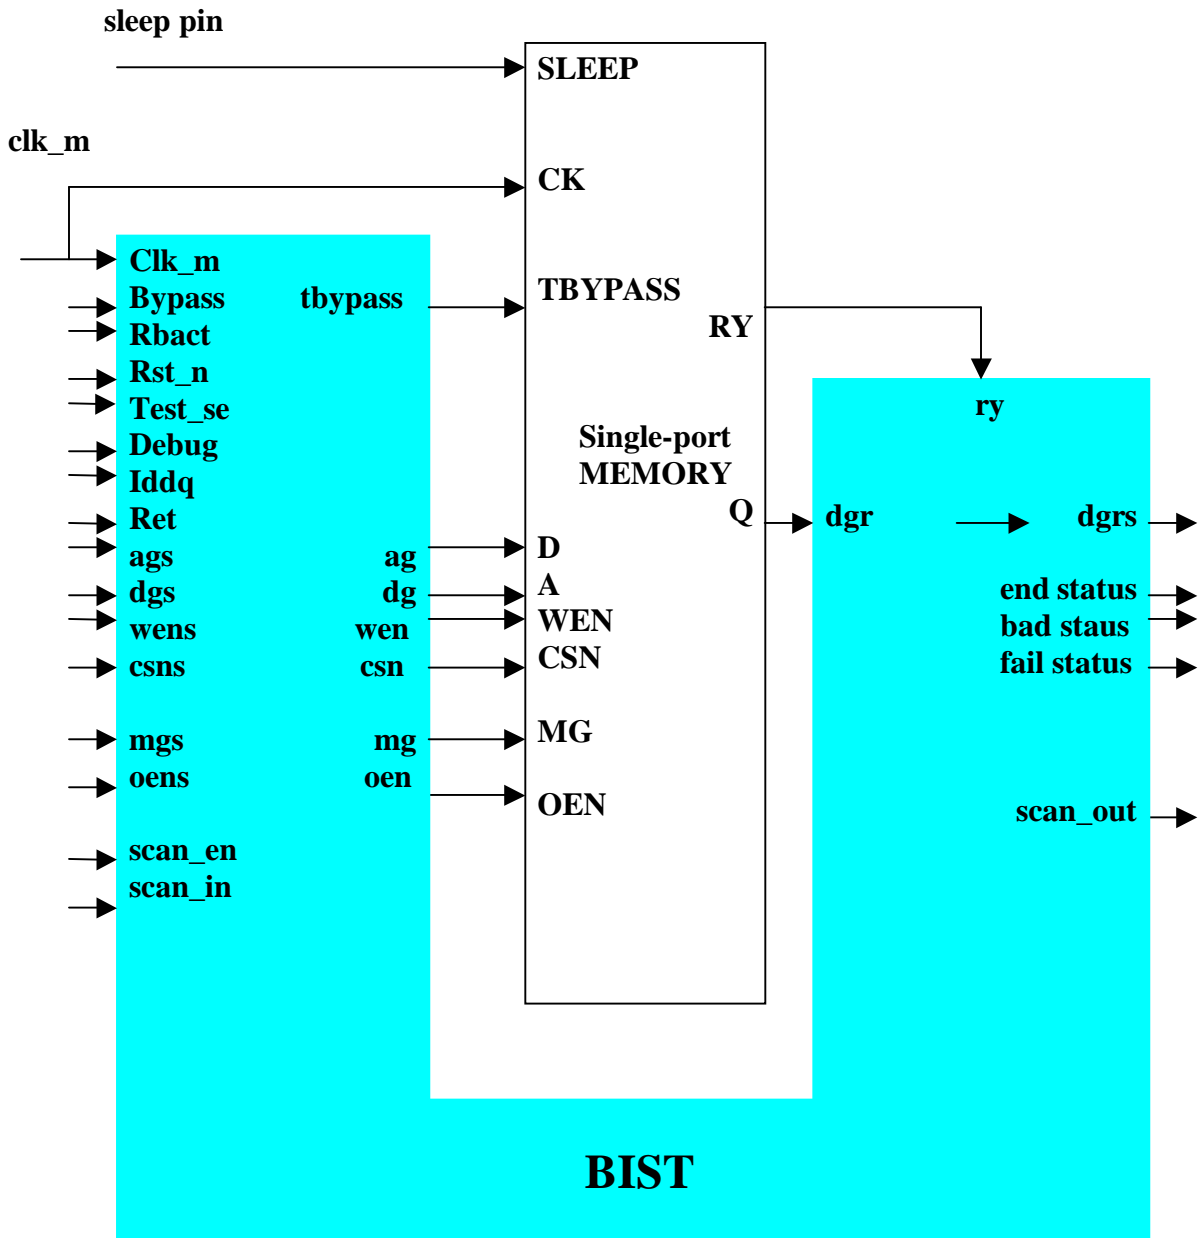 sleep pin
SLEEP
clk_m
CK
Clk_m
Bypass tbypass TBYPASS
Rbact RY
Rst_n
Test_se ry
Debug Single-port
Iddq MEMORY
Ret Q dgr dgrs
ags ag D
dgs dg A end status
wens wen WEN bad staus
csns csn CSN fail status
mgs mg MG
oens oen OEN
scan_out
scan_en
scan_in
BIST